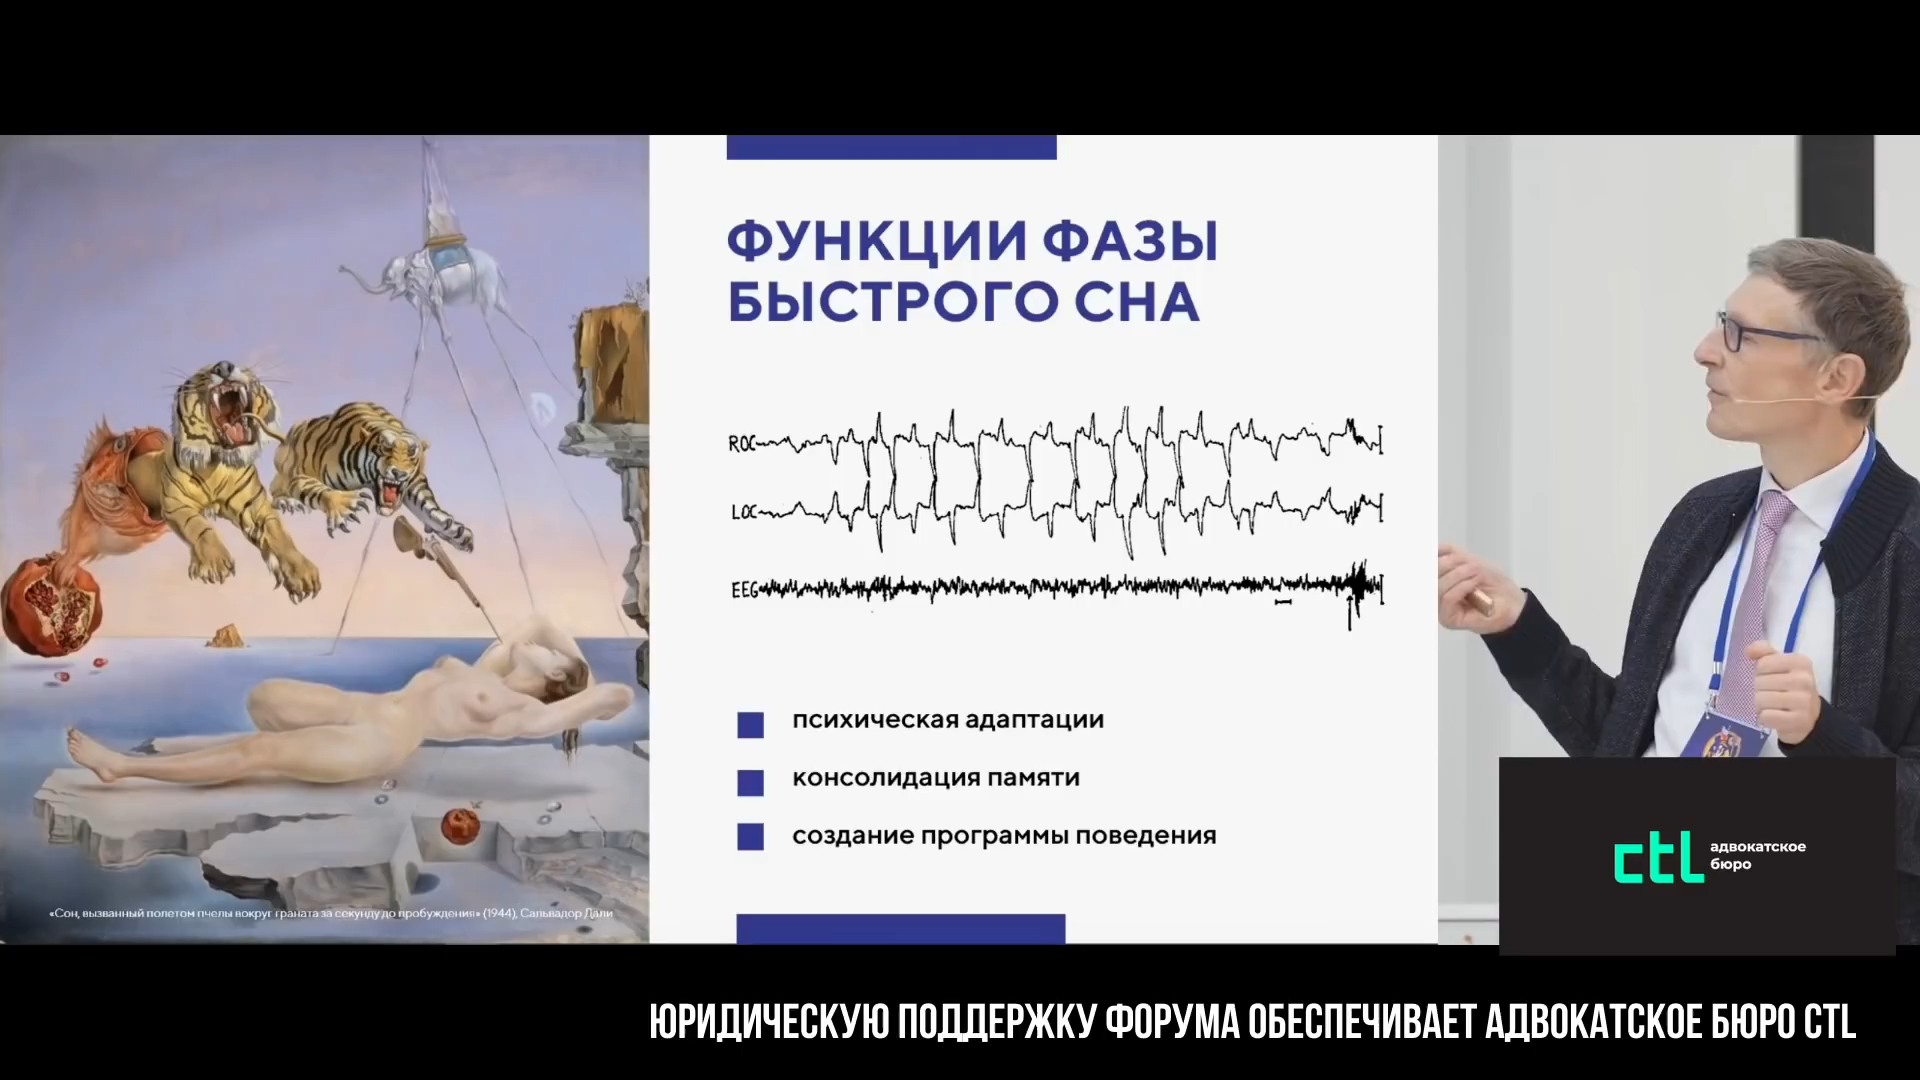 ФУНКЦИИ ФАЗЫ
БЫСТРОГО СНА
ROC
LOC
EEG
психическая адаптации
консолидация памяти
создание программы поведения
«Сон, вызванный полетом пчелы вокруг граната за секунду до пробуждения» (1944), Сальвадор Дали
ctl адвокатское
бюро
ЮРИДИЧЕСКУЮ ПОДДЕРЖКУ ФОРУМА ОБЕСПЕЧИВАЕТ АДВОКАТСКОЕ БЮРО CTL